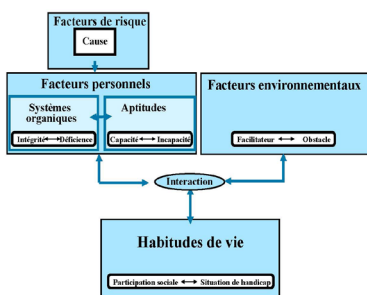 Facteurs de risque
Cause
Facteurs personnels
Systèmes
organiques
Intégrité Déficience
Aptitudes
Capacité Incapacité
Facteurs environnementaux
Facilitateur Obstacle
Interaction
Habitudes de vie
Participation sociale Situation de handicap